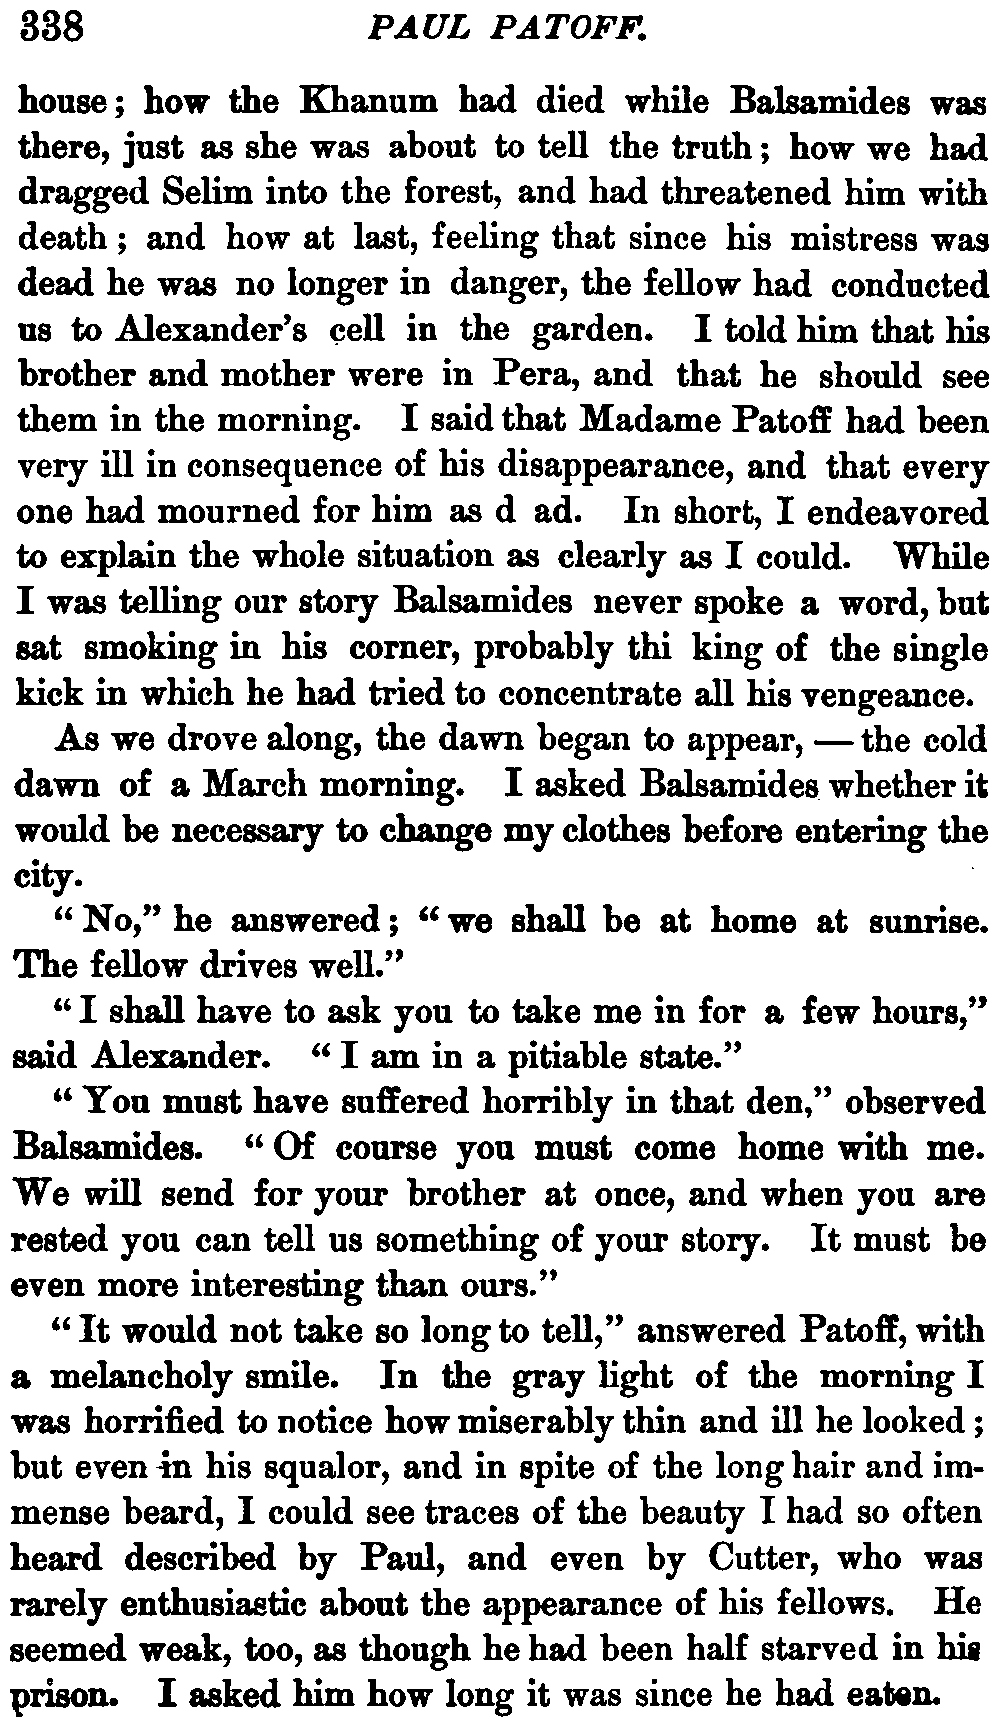 338 PAUL PATOFF.
house; how the Khanum had died while Balsamides was
there, just as she was about to tell the truth; how we had
dragged Selim into the forest, and had threatened him with
death; and how at last, feeling that since his mistress was
dead he was no longer in danger, the fellow had conducted
us to Alexander's cell in the garden. I told him that his
brother and mother were in Pera, and that he should see
them in the morning. I said that Madame Patoff had been
very ill in consequence of his disappearance, and that every
one had mourned for him as d ad. In short, I endeavored
to explain the whole situation as clearly as I could. While
I was telling our story Balsamides never spoke a word, but
sat smoking in his corner, probably thi king of the single
kick in which he had tried to concentrate all his vengeance.
As we drove along, the dawn began to appear, — the cold
dawn of a March morning. I asked Balsamides whether it
would be necessary to change my clothes before entering the
city.
"No," he answered; "we shall be at home at sunrise.
The fellow drives well."
"I shall have to ask you to take me in for a few hours,"
said Alexander. "I am in a pitiable state."
"You must have suffered horribly in that den," observed
Balsamides. "Of course you must come home with me.
We will send for your brother at once, and when you are
rested you can tell us something of your story. It must be
even more interesting than ours."
"It would not take so long to tell," answered Patoff, with
a melancholy smile. In the gray light of the morning I
was horrified to notice how miserably thin and ill he looked;
but even in his squalor, and in spite of the long hair and im-
mense beard, I could see traces of the beauty I had so often
heard described by Paul, and even by Cutter, who was
rarely enthusiastic about the appearance of his fellows. He
seemed weak, too, as though he had been half starved in his
prison. I asked him how long it was since he had eaten.